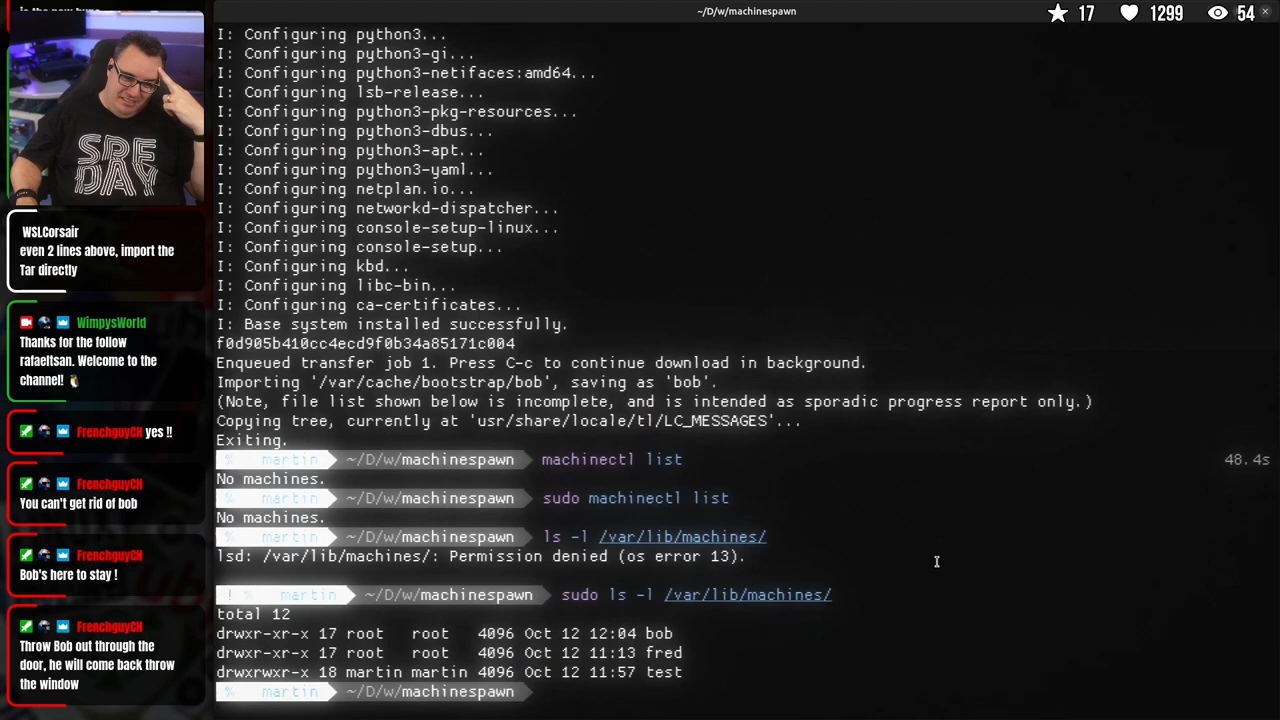 ~/D/w/machinespawn
17
1299
54
SRE
DAY
WSLCorsair
even 2 lines above, import the
Tar directly
WimpysWorld
Thanks for the follow
rafaeltsan. Welcome to the
channel! 🐧
FrenchguyCH yes !!
FrenchguyCH
You can't get rid of bob
FrenchguyCH
Bob's here to stay !
FrenchguyCH
Throw Bob out through the
door, he will come back throw
the window
I: Configuring python3...
I: Configuring python3-gi...
I: Configuring python3-netifaces:amd64...
I: Configuring lsb-release...
I: Configuring python3-pkg-resources...
I: Configuring python3-dbus...
I: Configuring python3-apt...
I: Configuring python3-yaml...
I: Configuring netplan.io...
I: Configuring networkd-dispatcher...
I: Configuring console-setup-linux...
I: Configuring console-setup...
I: Configuring kbd...
I: Configuring libc-bin...
I: Configuring ca-certificates...
I: Base system installed successfully.
f0d905b410cc4ecd9f0b34a85171c004
Enqueued transfer job 1. Press C-c to continue download in background.
Importing '/var/cache/bootstrap/bob', saving as 'bob'.
(Note, file list shown below is incomplete, and is intended as sporadic progress report only.)
Copying tree, currently at 'usr/share/locale/tl/LC_MESSAGES'...
Exiting.
% martin ~/D/w/machinespawn machinectl list 48.4s
No machines.
% martin ~/D/w/machinespawn sudo machinectl list
No machines.
% martin ~/D/w/machinespawn ls -l /var/lib/machines/
lsd: /var/lib/machines/: Permission denied (os error 13).
! % martin ~/D/w/machinespawn sudo ls -l /var/lib/machines/
total 12
drwxr-xr-x 17 root root 4096 Oct 12 12:04 bob
drwxr-xr-x 17 root root 4096 Oct 12 11:13 fred
drwxrwxr-x 18 martin martin 4096 Oct 12 11:57 test
% martin ~/D/w/machinespawn